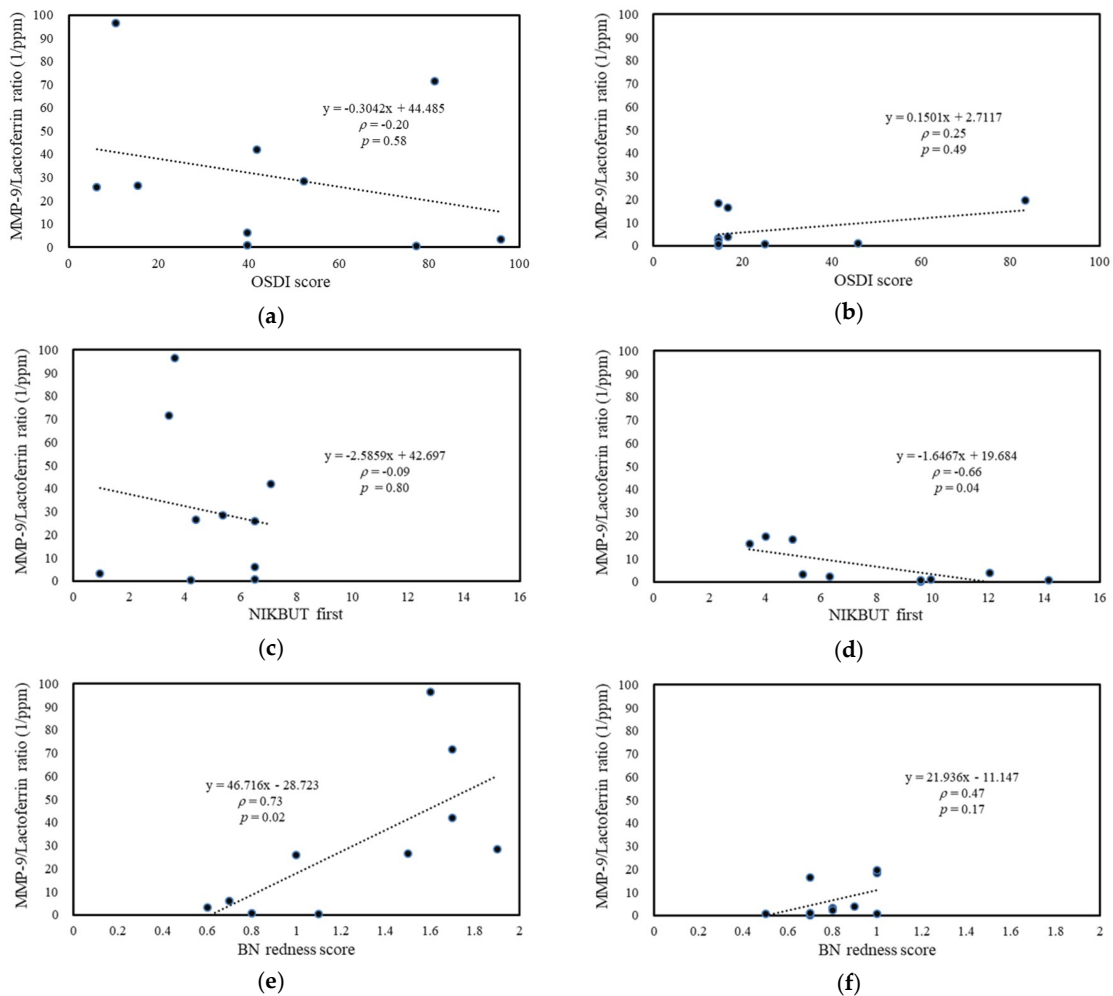 MMP-9/Lactoferrin ratio (1/ppm)
100
90
80
70
60
50
40
30
20
10
0
y = -0.3042x + 44.485
ρ = -0.20
p = 0.58
0 20 40 60 80 100
OSDI score
(a)
MMP-9/Lactoferrin ratio (1/ppm)
100
90
80
70
60
50
40
30
20
10
0
y = 0.1501x + 2.7117
ρ = 0.25
p = 0.49
0 20 40 60 80 100
OSDI score
(b)
MMP-9/Lactoferrin ratio (1/ppm)
100
90
80
70
60
50
40
30
20
10
0
y = -2.5859x + 42.697
ρ = -0.09
p = 0.80
0 2 4 6 8 10 12 14 16
NIKBUT first
(c)
MMP-9/Lactoferrin ratio (1/ppm)
100
90
80
70
60
50
40
30
20
10
0
y = -1.6467x + 19.684
ρ = -0.66
p = 0.04
0 2 4 6 8 10 12 14 16
NIKBUT first
(d)
MMP-9/Lactoferrin ratio (1/ppm)
100
90
80
70
60
50
40
30
20
10
0
y = 46.716x - 28.723
ρ = 0.73
p = 0.02
0 0.2 0.4 0.6 0.8 1 1.2 1.4 1.6 1.8 2
BN redness score
(e)
MMP-9/Lactoferrin ratio (1/ppm)
100
90
80
70
60
50
40
30
20
10
0
y = 21.936x - 11.147
ρ = 0.47
p = 0.17
0 0.2 0.4 0.6 0.8 1 1.2 1.4 1.6 1.8 2
BN redness score
(f)